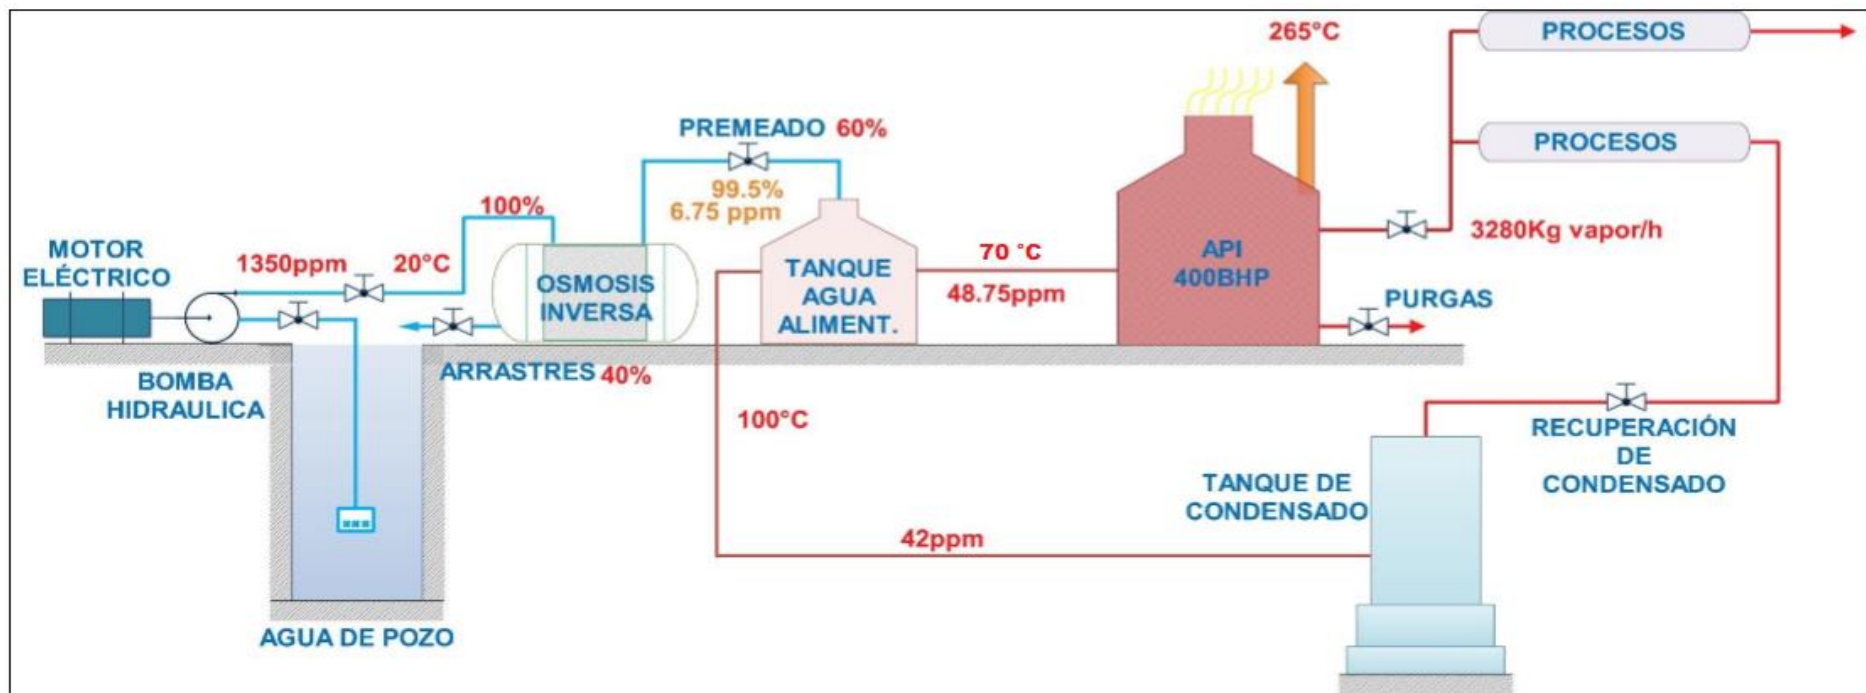 265°C
PROCESOS
PREMEADO 60%
PROCESOS
99.5%
6.75 ppm
100%
MOTOR
ELÉCTRICO
1350ppm
20°C
OSMOSIS
INVERSA
TANQUE
AGUA
ALIMENT.
70 °C
48.75ppm
API
400BHP
3280Kg vapor/h
PURGAS
BOMBA
HIDRAULICA
ARRASTRES 40%
100°C
RECUPERACIÓN
DE
CONDENSADO
TANQUE DE
CONDENSADO
42ppm
AGUA DE POZO